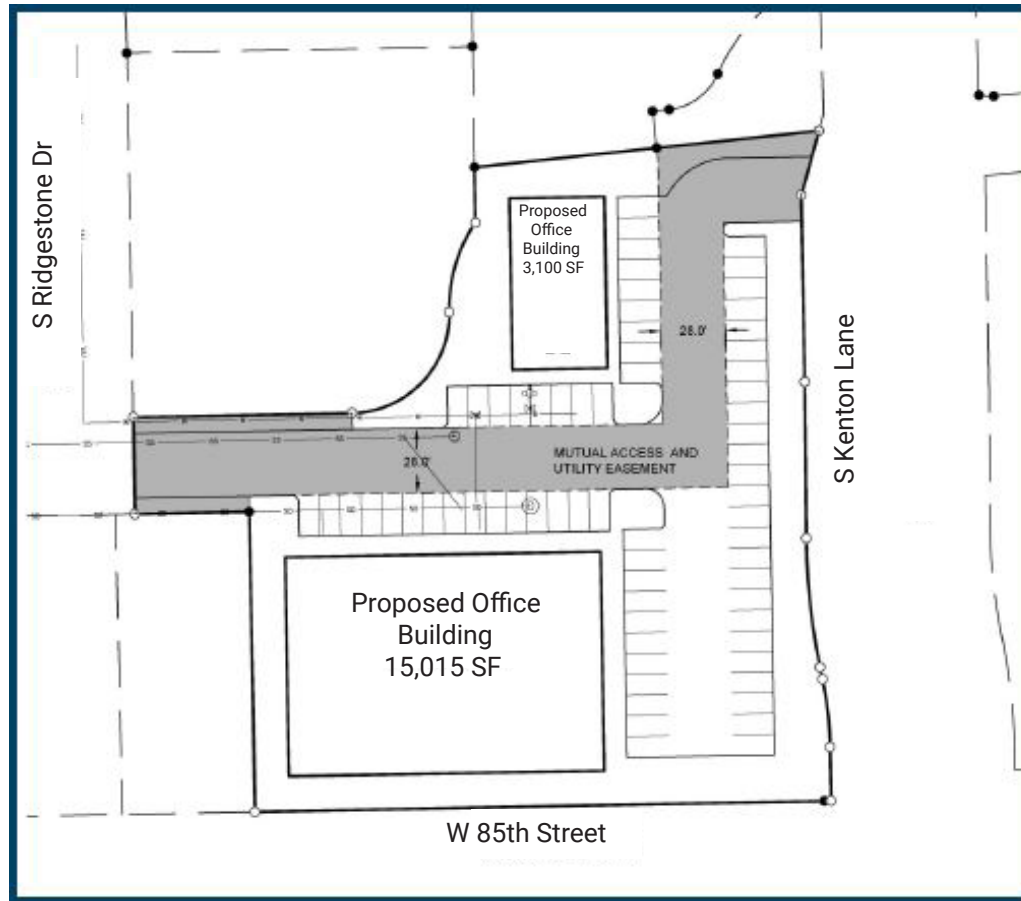 S Ridgestone Dr
Proposed
Office
Building
3,100 SF
28.0'
S Kenton Lane
28.0'
MUTUAL ACCESS AND
UTILITY EASEMENT
Proposed Office
Building
15,015 SF
W 85th Street